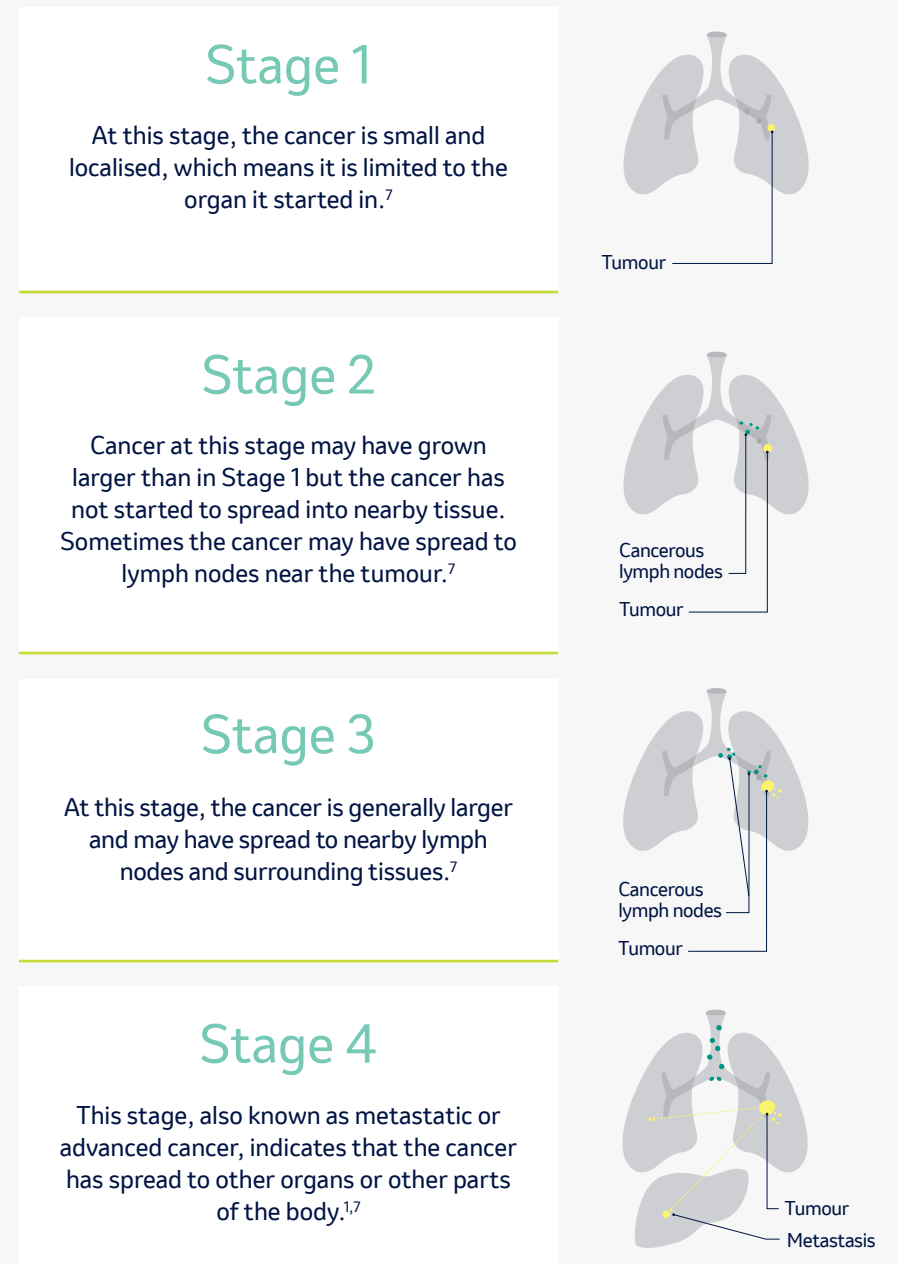 Stage 1
At this stage, the cancer is small and
localised, which means it is limited to the
organ it started in.7
Tumour
Stage 2
Cancer at this stage may have grown
larger than in Stage 1 but the cancer has
not started to spread into nearby tissue.
Sometimes the cancer may have spread to
lymph nodes near the tumour.7
Cancerous
lymph nodes
Tumour
Stage 3
At this stage, the cancer is generally larger
and may have spread to nearby lymph
nodes and surrounding tissues.7
Cancerous
lymph nodes
Tumour
Stage 4
This stage, also known as metastatic or
advanced cancer, indicates that the cancer
has spread to other organs or other parts
of the body.1,7
Tumour
Metastasis